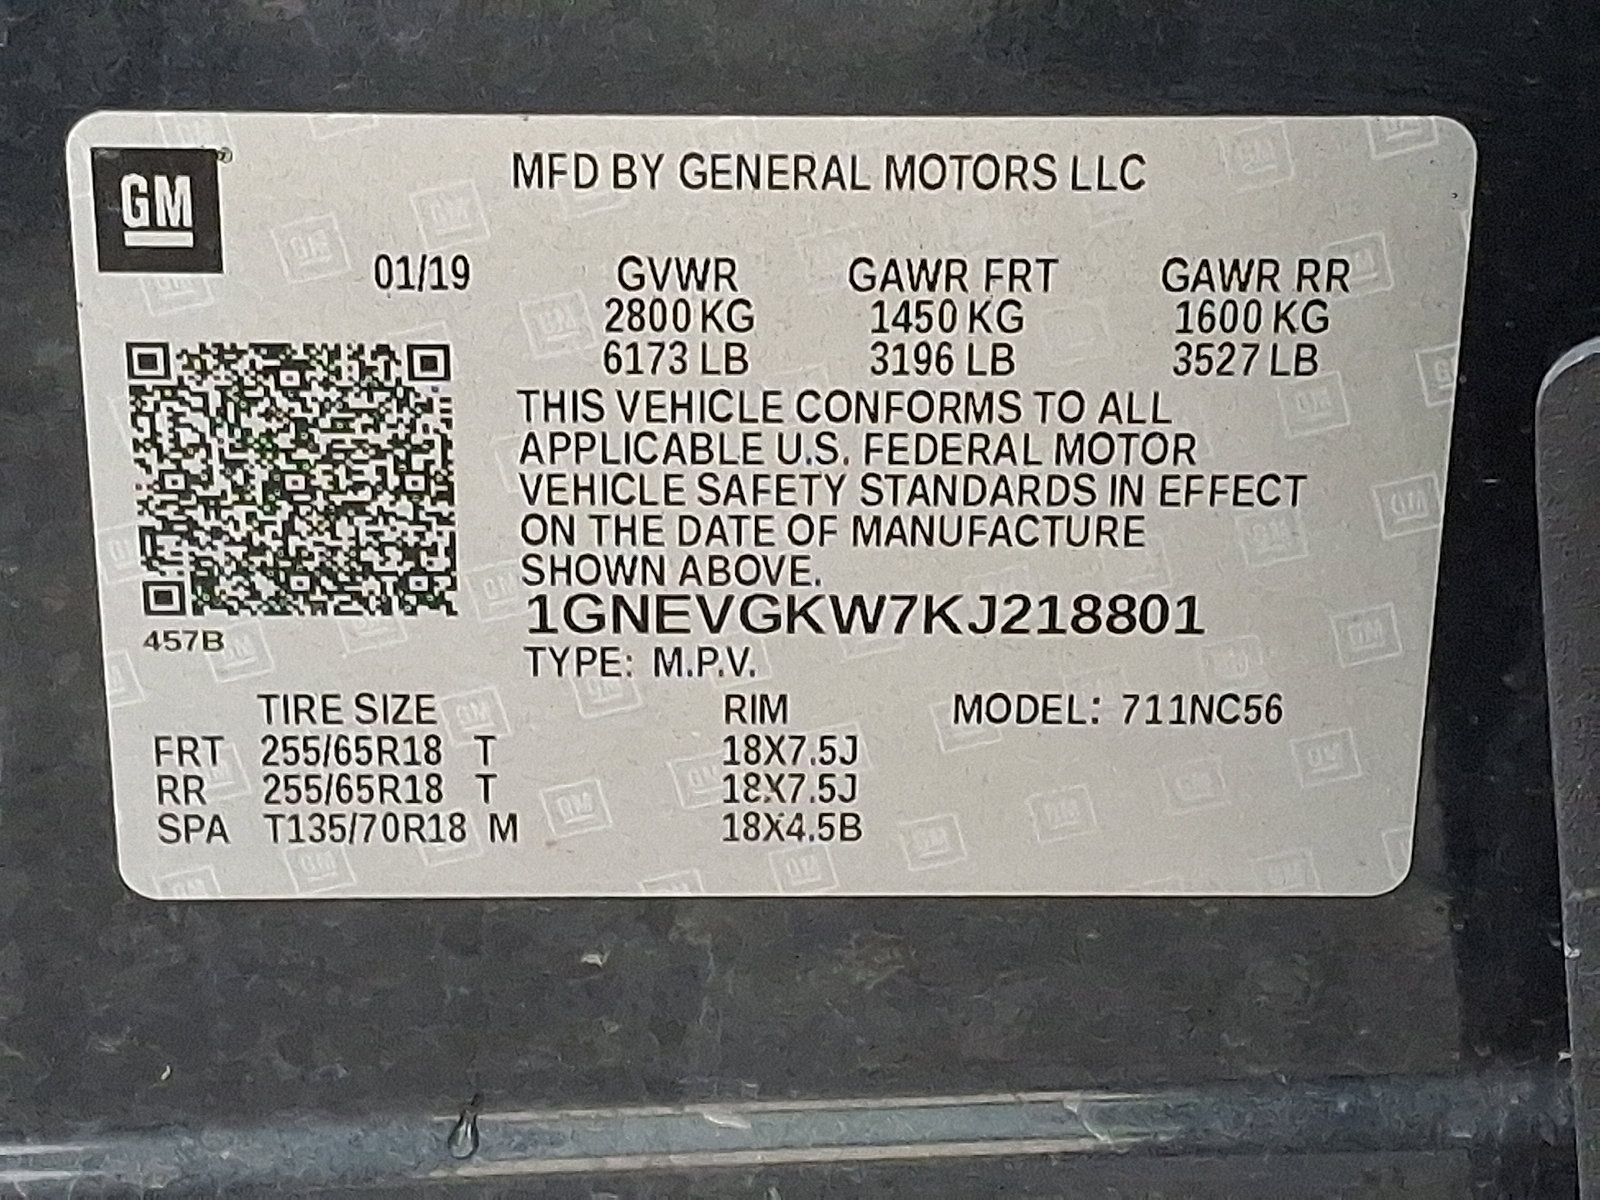 GM
MFD BY GENERAL MOTORS LLC
01/19 GVWR GAWR FRT GAWR RR
2800 KG 1450 KG 1600 KG
6173 LB 3196 LB 3527 LB
THIS VEHICLE CONFORMS TO ALL
APPLICABLE U.S. FEDERAL MOTOR
VEHICLE SAFETY STANDARDS IN EFFECT
ON THE DATE OF MANUFACTURE
SHOWN ABOVE.
1GNEVGKW7KJ218801
457B
TYPE: M.P.V.
TIRE SIZE RIM MODEL: 711NC56
FRT 255/65R18 T 18X7.5J
RR 255/65R18 T 18X7.5J
SPA T135/70R18 M 18X4.5B